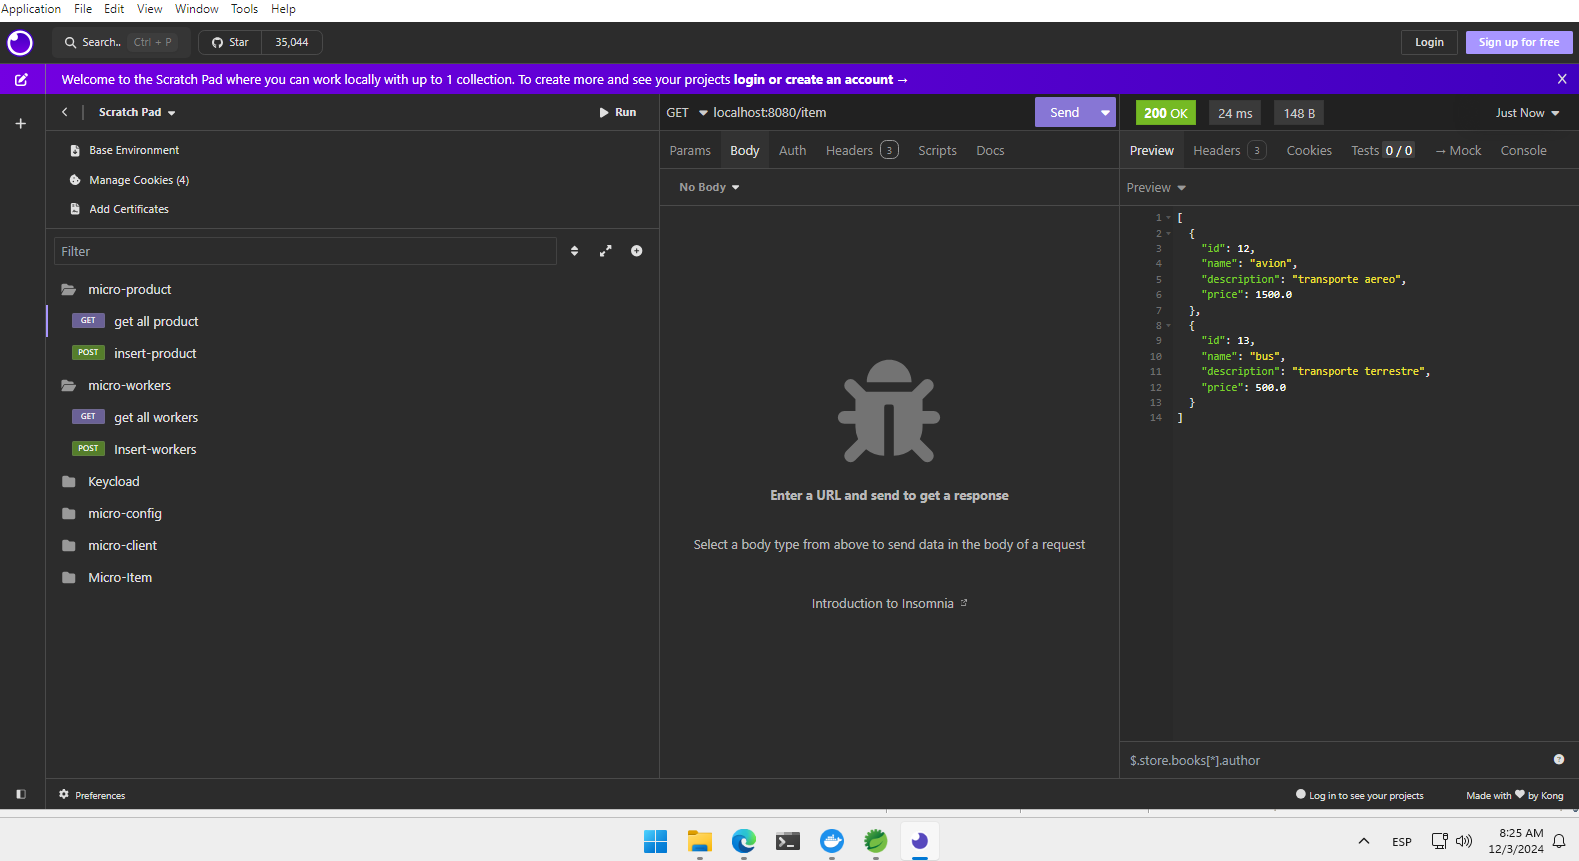 Application File Edit View Window Tools Help
Search.. Ctrl + P Star 35,044 Login Sign up for free
Welcome to the Scratch Pad where you can work locally with up to 1 collection. To create more and see your projects login or create an account → X
Scratch Pad Run
Base Environment
Manage Cookies (4)
Add Certificates
Filter
micro-product
GET get all product
POST insert-product
micro-workers
GET get all workers
POST Insert-workers
Keycload
micro-config
micro-client
Micro-Item
GET localhost:8080/item Send
Params Body Auth Headers 3 Scripts Docs
No Body
Enter a URL and send to get a response
Select a body type from above to send data in the body of a request
Introduction to Insomnia
200 OK 24 ms 148 B Just Now
Preview Headers 3 Cookies Tests 0 / 0 → Mock Console
Preview
1 [
2 {
3 "id": 12,
4 "name": "avion",
5 "description": "transporte aereo",
6 "price": 1500.0
7 },
8 {
9 "id": 13,
10 "name": "bus",
11 "description": "transporte terrestre",
12 "price": 500.0
13 }
14 ]
$.store.books[*].author
Preferences Log in to see your projects Made with ♥ by Kong
ESP 8:25 AM
12/3/2024